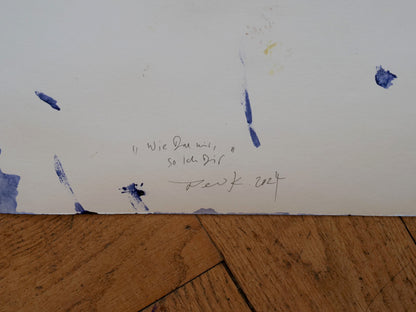 „Wie Du mir,
so Ich Dir“
2024